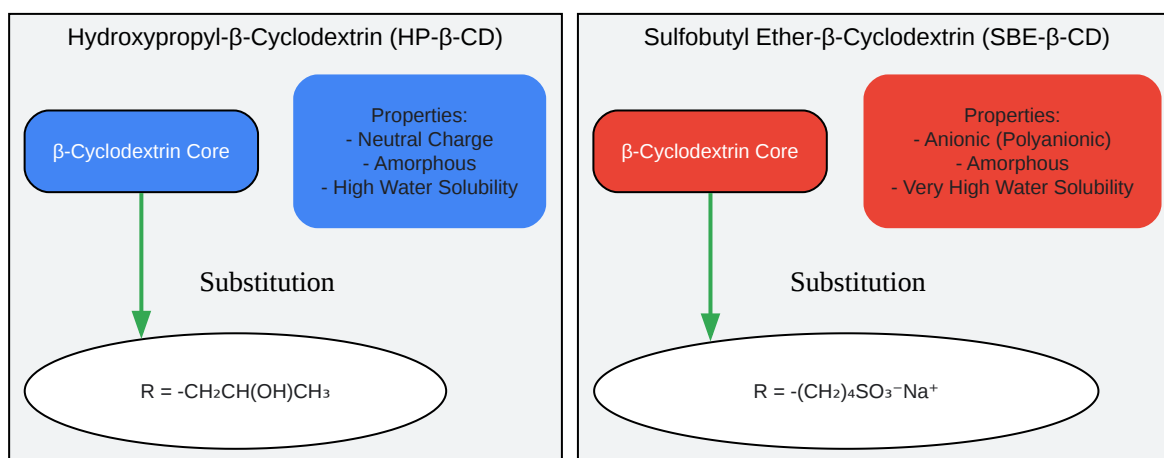 Hydroxypropyl-β-Cyclodextrin (HP-β-CD)
β-Cyclodextrin Core
Properties:
- Neutral Charge
- Amorphous
- High Water Solubility
Substitution
R = -CH₂CH(OH)CH₃
Sulfobutyl Ether-β-Cyclodextrin (SBE-β-CD)
β-Cyclodextrin Core
Properties:
- Anionic (Polyanionic)
- Amorphous
- Very High Water Solubility
Substitution
R = -(CH₂)₄SO₃⁻Na⁺